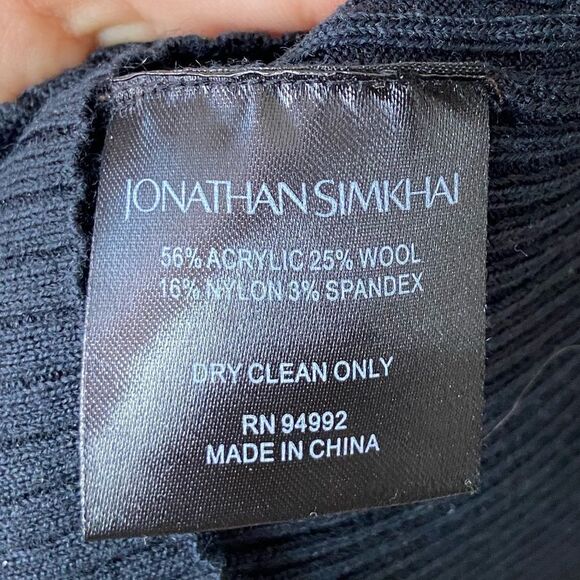 JONATHAN SIMKHAI
56% ACRYLIC 25% WOOL
16% NYLON 3% SPANDEX
DRY CLEAN ONLY
RN 94992
MADE IN CHINA